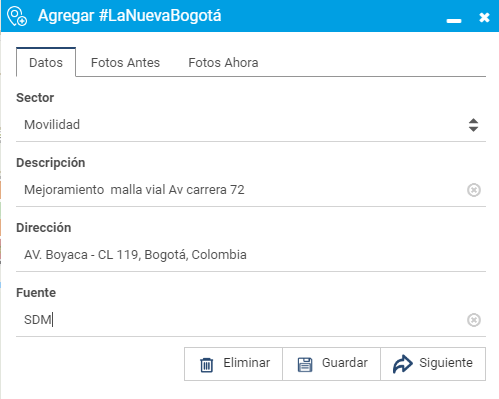 Agregar #LaNuevaBogotá
Datos Fotos Antes Fotos Ahora
Sector
Movilidad
Descripción
Mejoramiento malla vial Av carrera 72
Dirección
AV. Boyaca - CL 119, Bogotá, Colombia
Fuente
SDM
Eliminar Guardar Siguiente